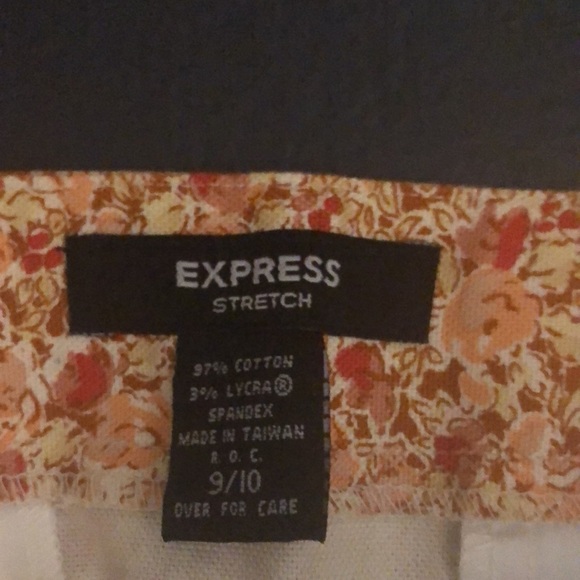 EXPRESS
STRETCH
97% COTTON
3% LYCRA®
SPANDEX
MADE IN TAIWAN
R. O. C.
9/10
OVER FOR CARE